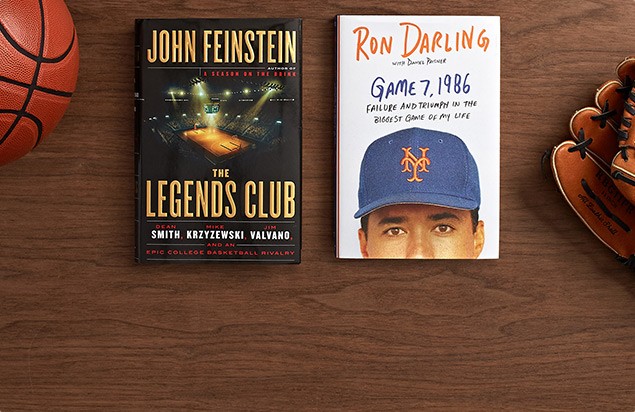 JOHN FEINSTEIN
AUTHOR OF
A SEASON ON THE BRINK
THE
LEGENDS CLUB
DEAN MIKE JIM
SMITH, KRZYZEWSKI, VALVANO,
AND AN
EPIC COLLEGE BASKETBALL RIVALRY
RON DARLING
WITH DANIEL PAISNER
GAME 7, 1986
FAILURE AND TRIUMPH IN THE
BIGGEST GAME OF MY LIFE
NY